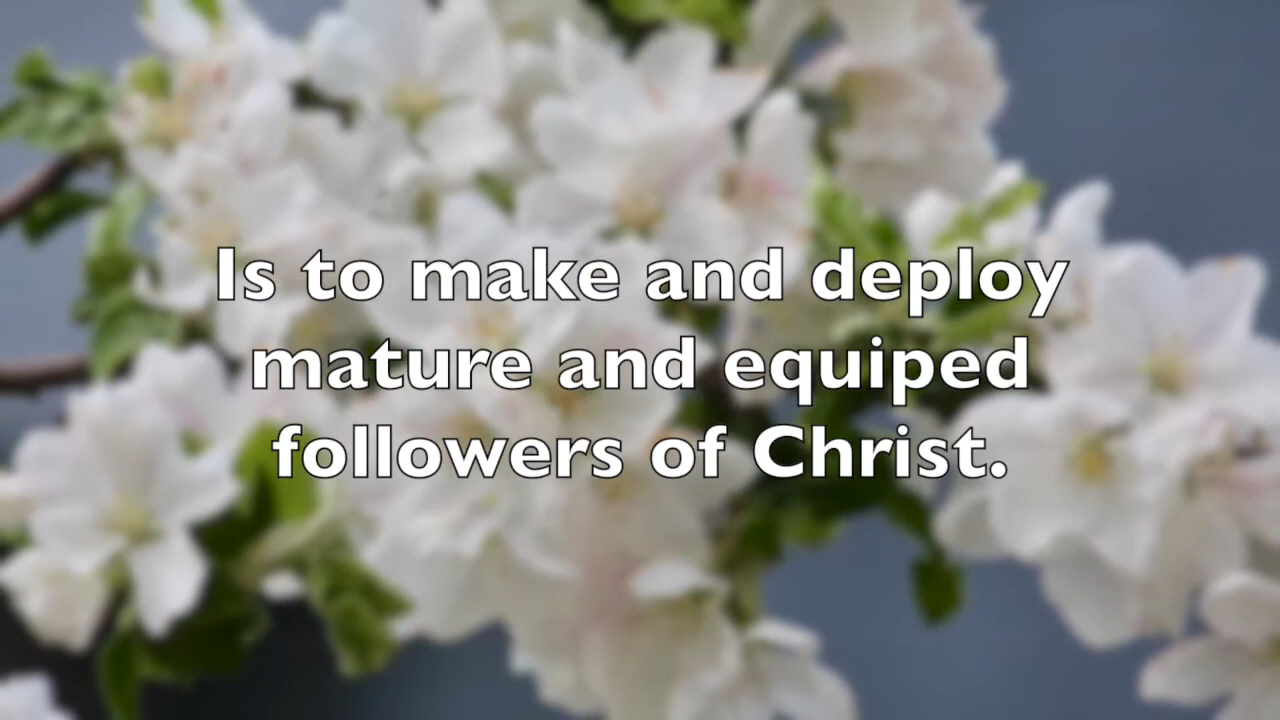 Is to make and deploy
mature and equiped
followers of Christ.